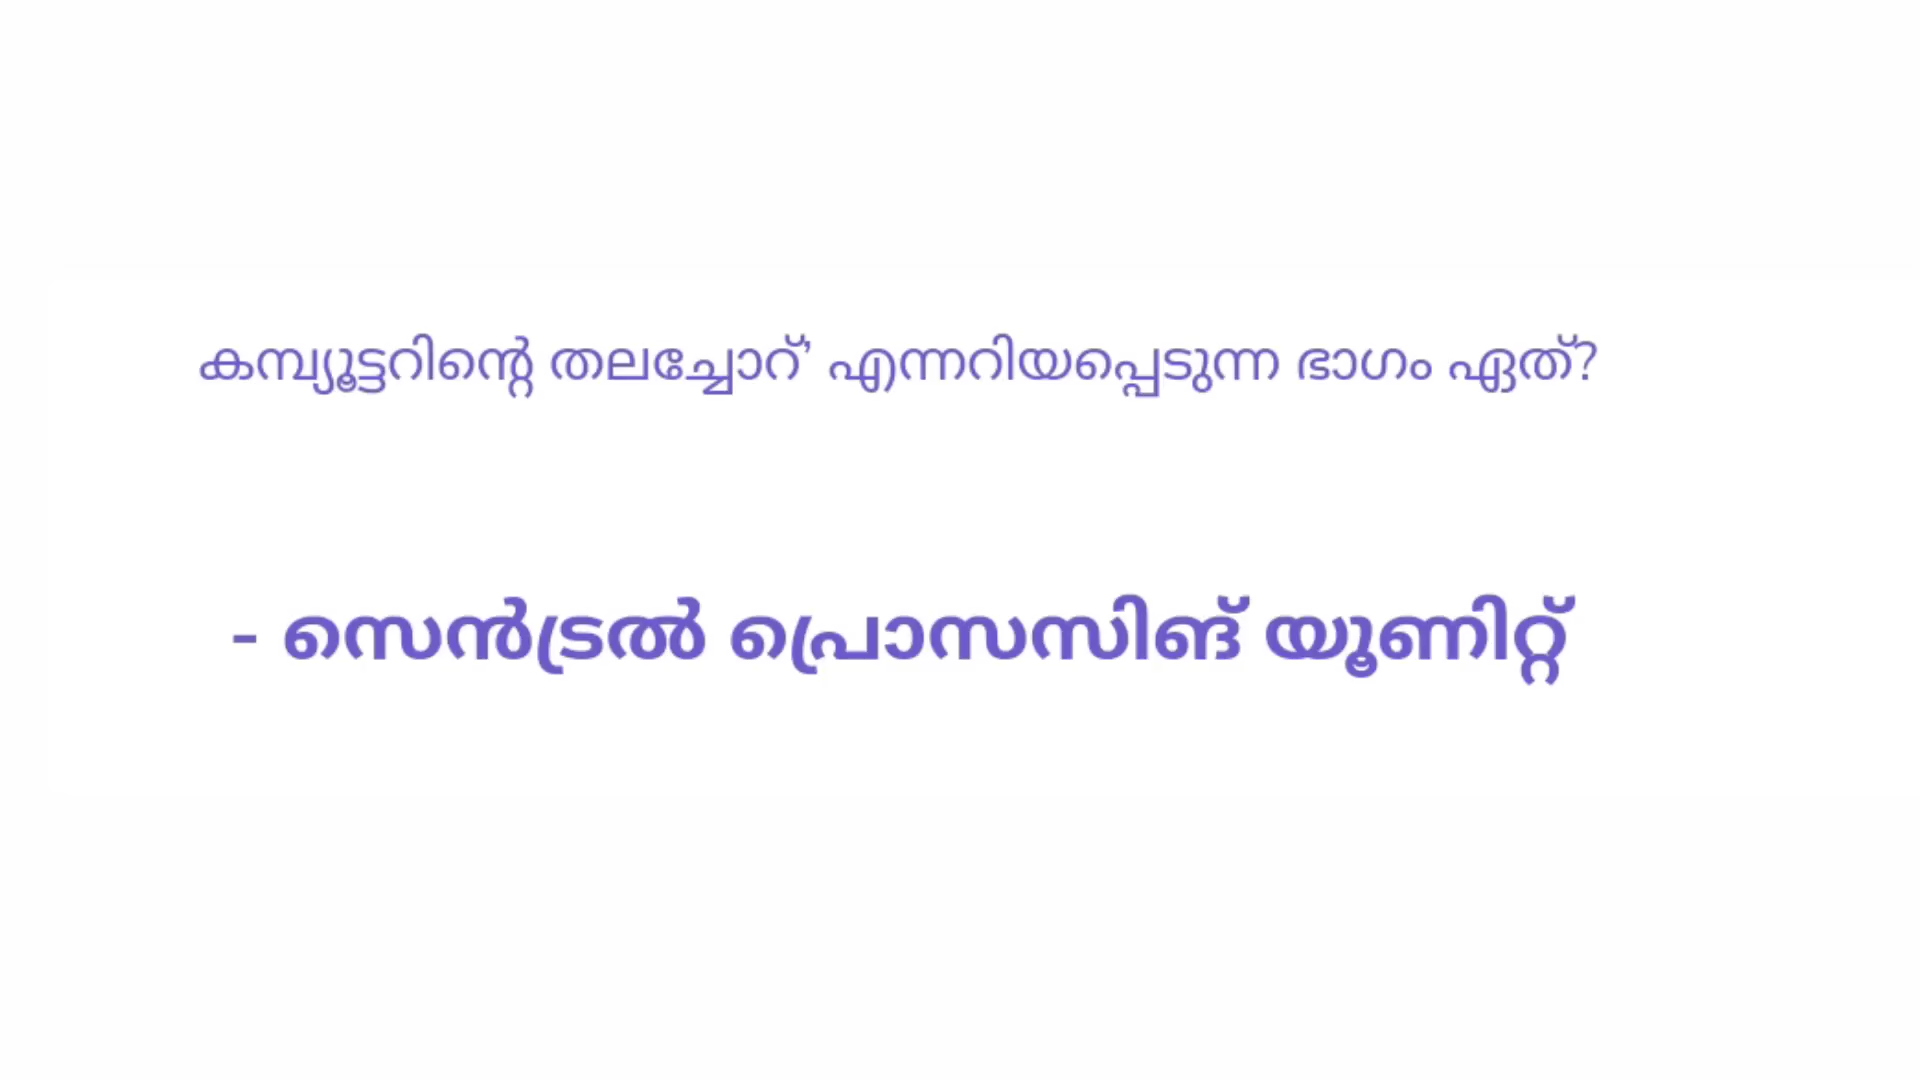 കമ്പ്യൂട്ടറിന്റെ തലച്ചോറ്' എന്നറിയപ്പെടുന്ന ഭാഗം ഏത്?
- സെൻട്രൽ പ്രൊസസിങ് യൂണിറ്റ്